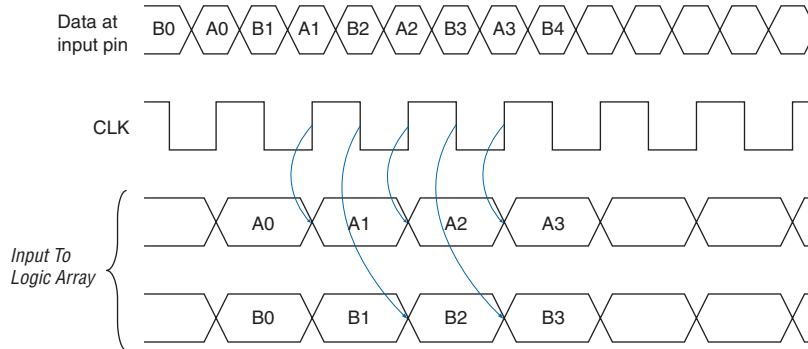 Data at
input pin
B0 A0 B1 A1 B2 A2 B3 A3 B4
CLK
Input To
Logic Array
A0 A1 A2 A3
B0 B1 B2 B3